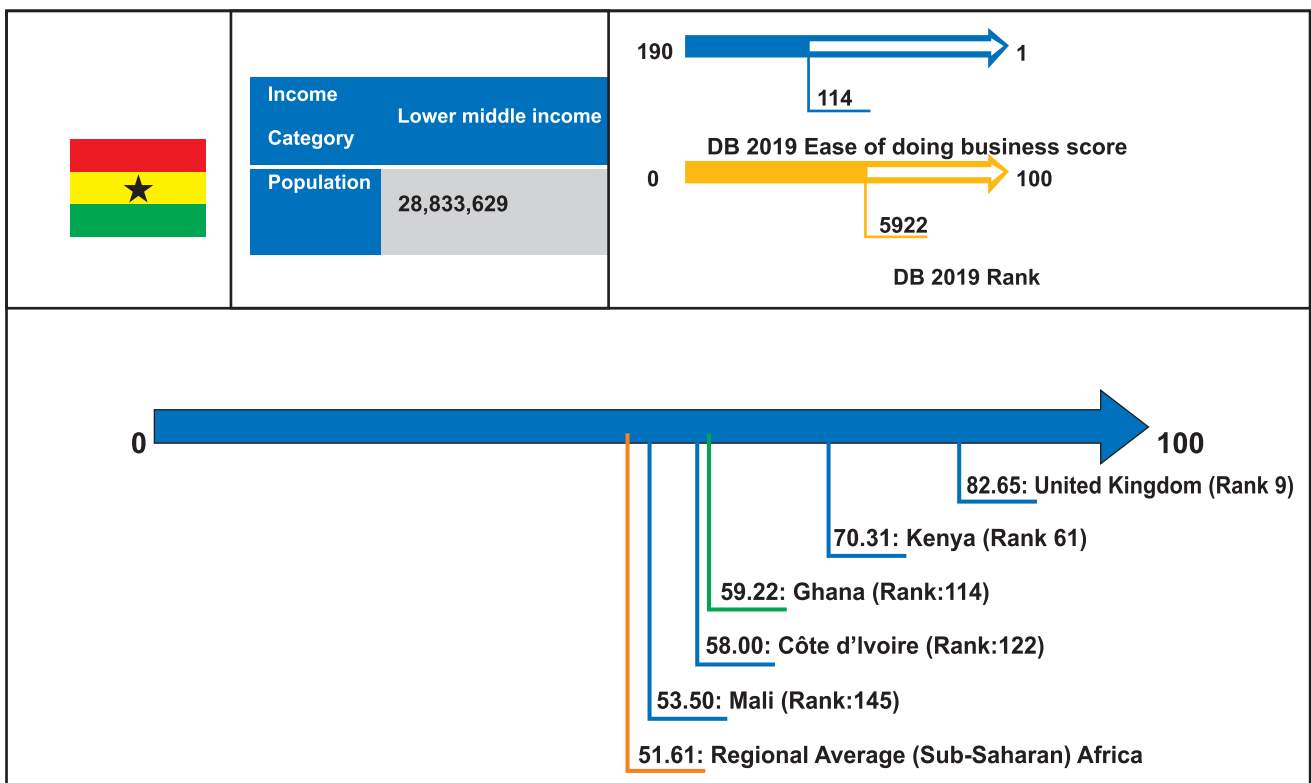 Income
Category
Lower middle income
Population
28,833,629
190
1
114
DB 2019 Ease of doing business score
0
100
5922
DB 2019 Rank
0
100
82.65: United Kingdom (Rank 9)
70.31: Kenya (Rank 61)
59.22: Ghana (Rank:114)
58.00: Côte d’Ivoire (Rank:122)
53.50: Mali (Rank:145)
51.61: Regional Average (Sub-Saharan) Africa